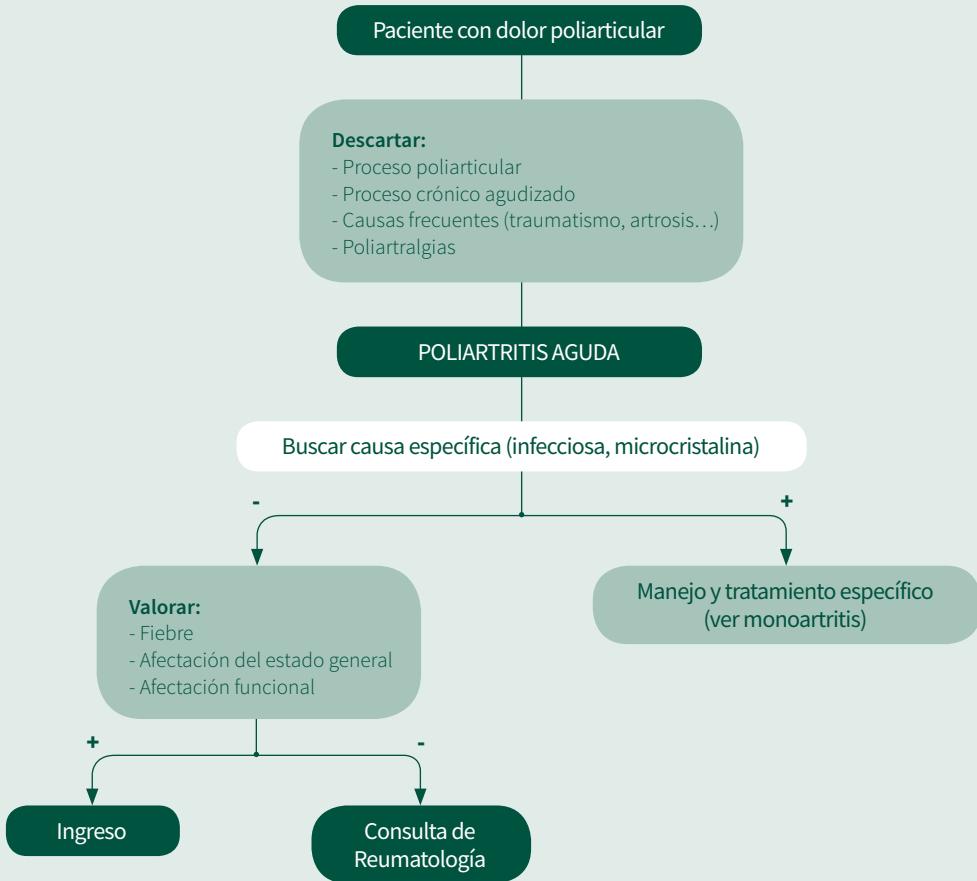 Paciente con dolor poliarticular
Descartar:
- Proceso poliarticular
- Proceso crónico agudizado
- Causas frecuentes (traumatismo, artrosis…)
- Poliartralgias
POLIARTRITIS AGUDA
Buscar causa específica (infecciosa, microcristalina)
-
+
Valorar:
- Fiebre
- Afectación del estado general
- Afectación funcional
Manejo y tratamiento específico
(ver monoartritis)
+
-
Ingreso
Consulta de
Reumatología